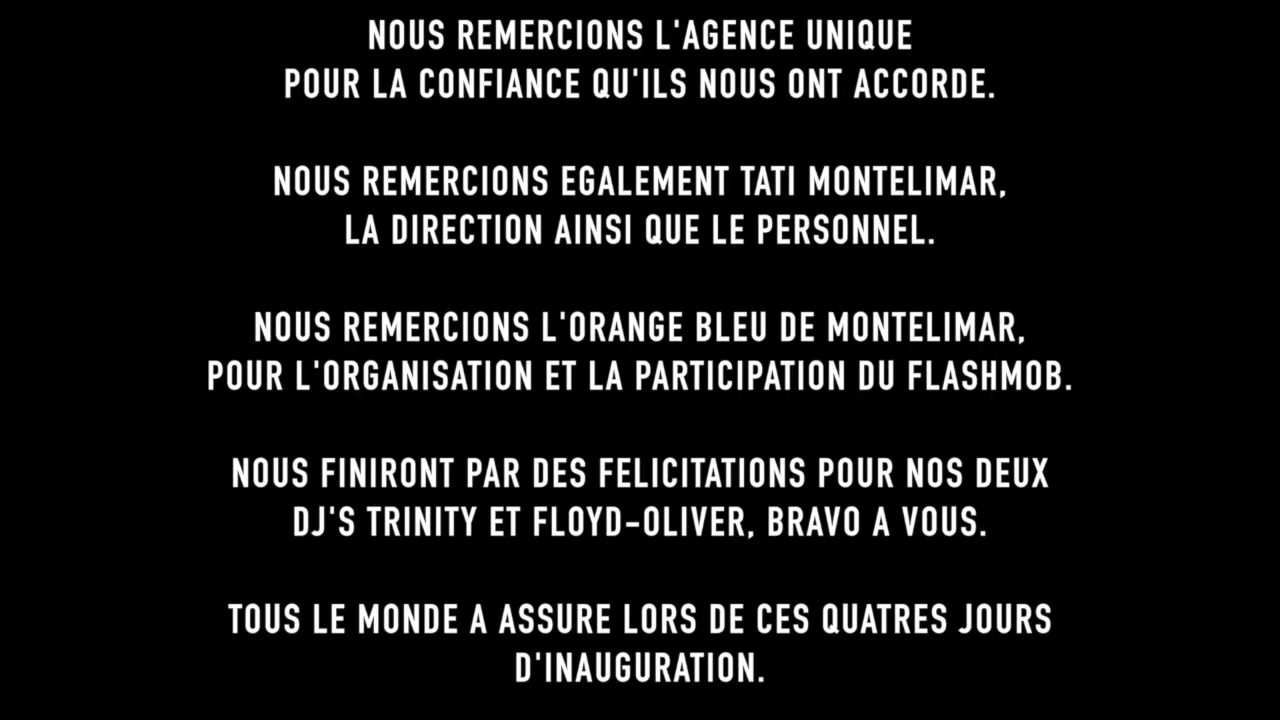 NOUS REMERCIONS L'AGENCE UNIQUE
POUR LA CONFIANCE QU'ILS NOUS ONT ACCORDE.
NOUS REMERCIONS EGALEMENT TATI MONTELIMAR,
LA DIRECTION AINSI QUE LE PERSONNEL.
NOUS REMERCIONS L'ORANGE BLEU DE MONTELIMAR,
POUR L'ORGANISATION ET LA PARTICIPATION DU FLASHMOB.
NOUS FINIRONT PAR DES FELICITATIONS POUR NOS DEUX
DJ'S TRINITY ET FLOYD-OLIVER, BRAVO A VOUS.
TOUS LE MONDE A ASSURE LORS DE CES QUATRES JOURS
D'INAUGURATION.